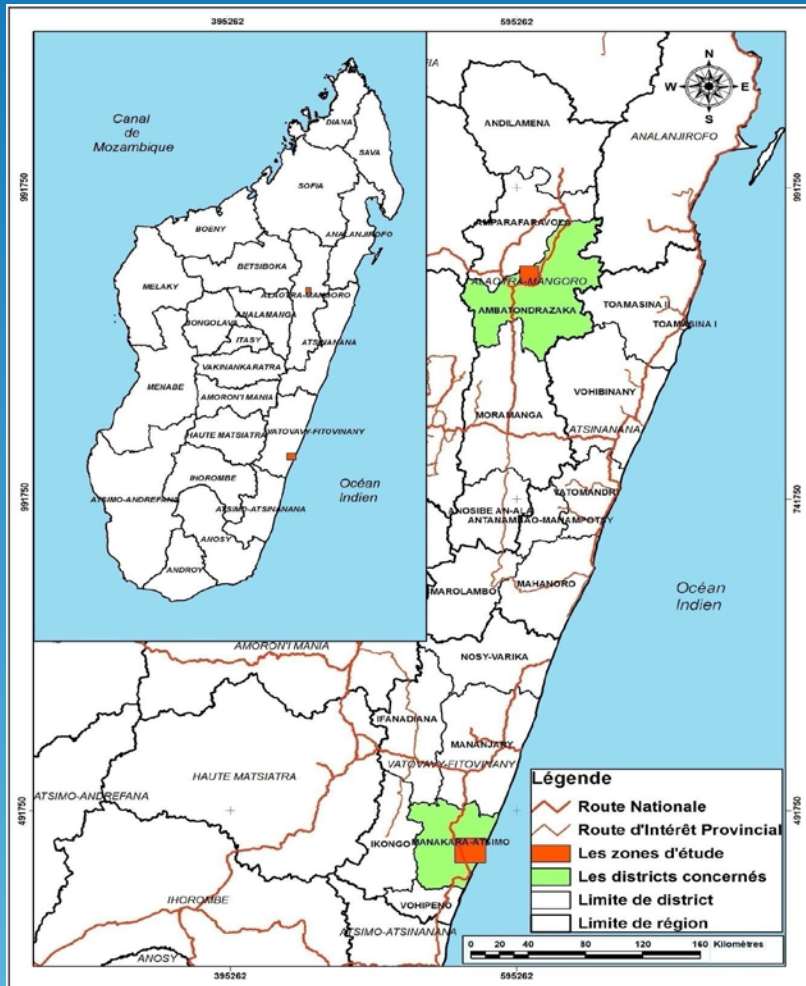 395262
595262
Canal
de
Mozambique
DIANA
SAVA
SOFIA
BOENY
ANALANJIROFO
BETSIBOKA
MELAKY
ALAOTRA-MANGORO
ANALAMANGA
BONGOLAVA
ITASY
ATSINANANA
VAKINANKARATRA
MENABE
AMORON'I MANIA
HAUTE MATSIATRA
VATOVAVY-FITOVINANY
IHOROMBE
Océan
Indien
ATSIMO-ANDREFANA
ATSIMO-ATSINANANA
ANOSY
ANDROY
N
W
E
S
991750
991750
ANDILAMENA
ANALANJIROFO
AMPARAFARAVOLA
ALAOTRA-MANGORO
AMBATONDRAZAKA
TOAMASINA II
TOAMASINA I
VOHIBINANY
MORAMANGA
ATSINANANA
991750
741750
VATOMANDRY
ANOSIBE AN-ALA
ANTANAMBAO-MANAMPOTSY
MAROLAMBO
MAHANORO
Océan
Indien
AMORON'I MANIA
NOSY-VARIKA
IFANADIANA
MANANJARY
VATOVAVY-FITOVINANY
HAUTE MATSIATRA
ATSIMO-ANDREFANA
491750
491750
IKONGO
MANAKARA-ATSIMO
VOHIPENO
IHOROMBE
ATSIMO-ATSINANANA
ANOSY
Légende
Route Nationale
Route d'Intérêt Provincial
Les zones d'étude
Les districts concernés
Limite de district
Limite de région
0 20 40 80 120 160 Kilomètres
395262
595262